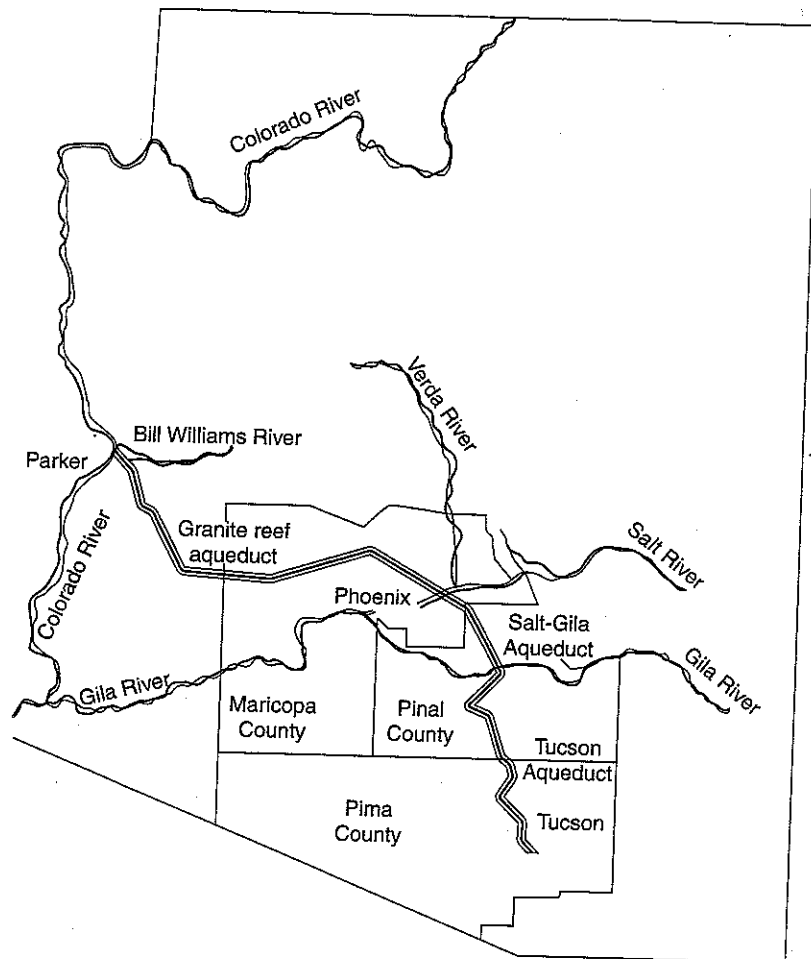 Colorado River
Verda River
Bill Williams River
Parker
Granite reef
aqueduct
Salt River
Colorado River
Phoenix
Salt-Gila
Aqueduct
Gila River
Gila River
Maricopa
County
Pinal
County
Tucson
Aqueduct
Pima
County
Tucson